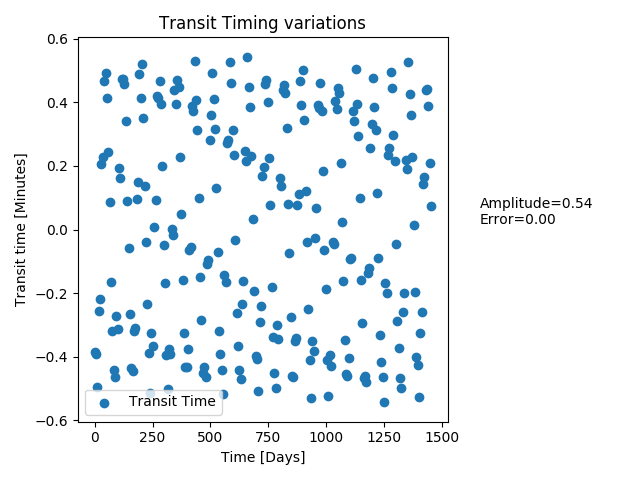 Transit Timing variations
0.6
0.4
0.2
0.0
−0.2
−0.4
−0.6
Transit time [Minutes]
Amplitude=0.54
Error=0.00
Transit Time
0
250
500
750
1000
1250
1500
Time [Days]